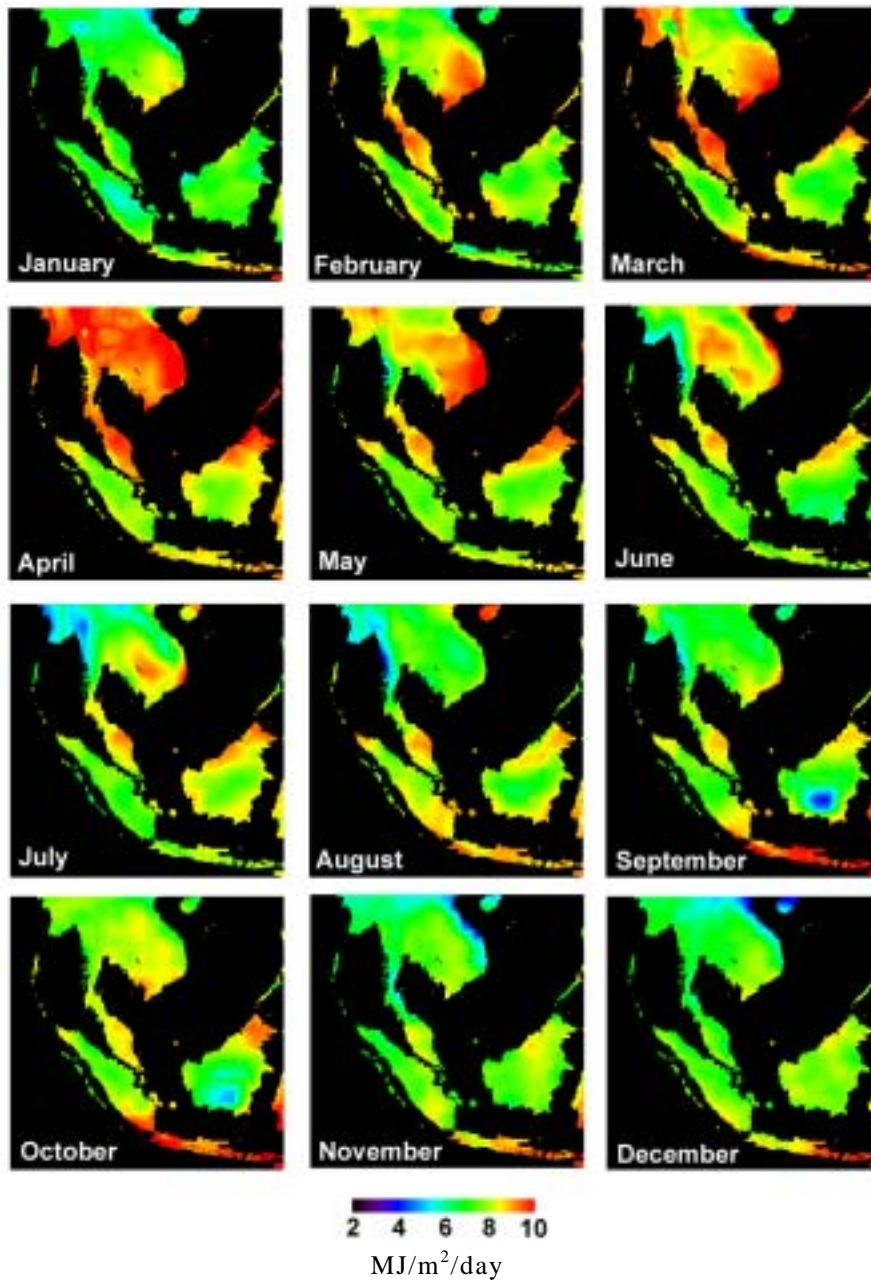 January February March
April May June
July August September
October November December
2 4 6 8 10
MJ/m²/day